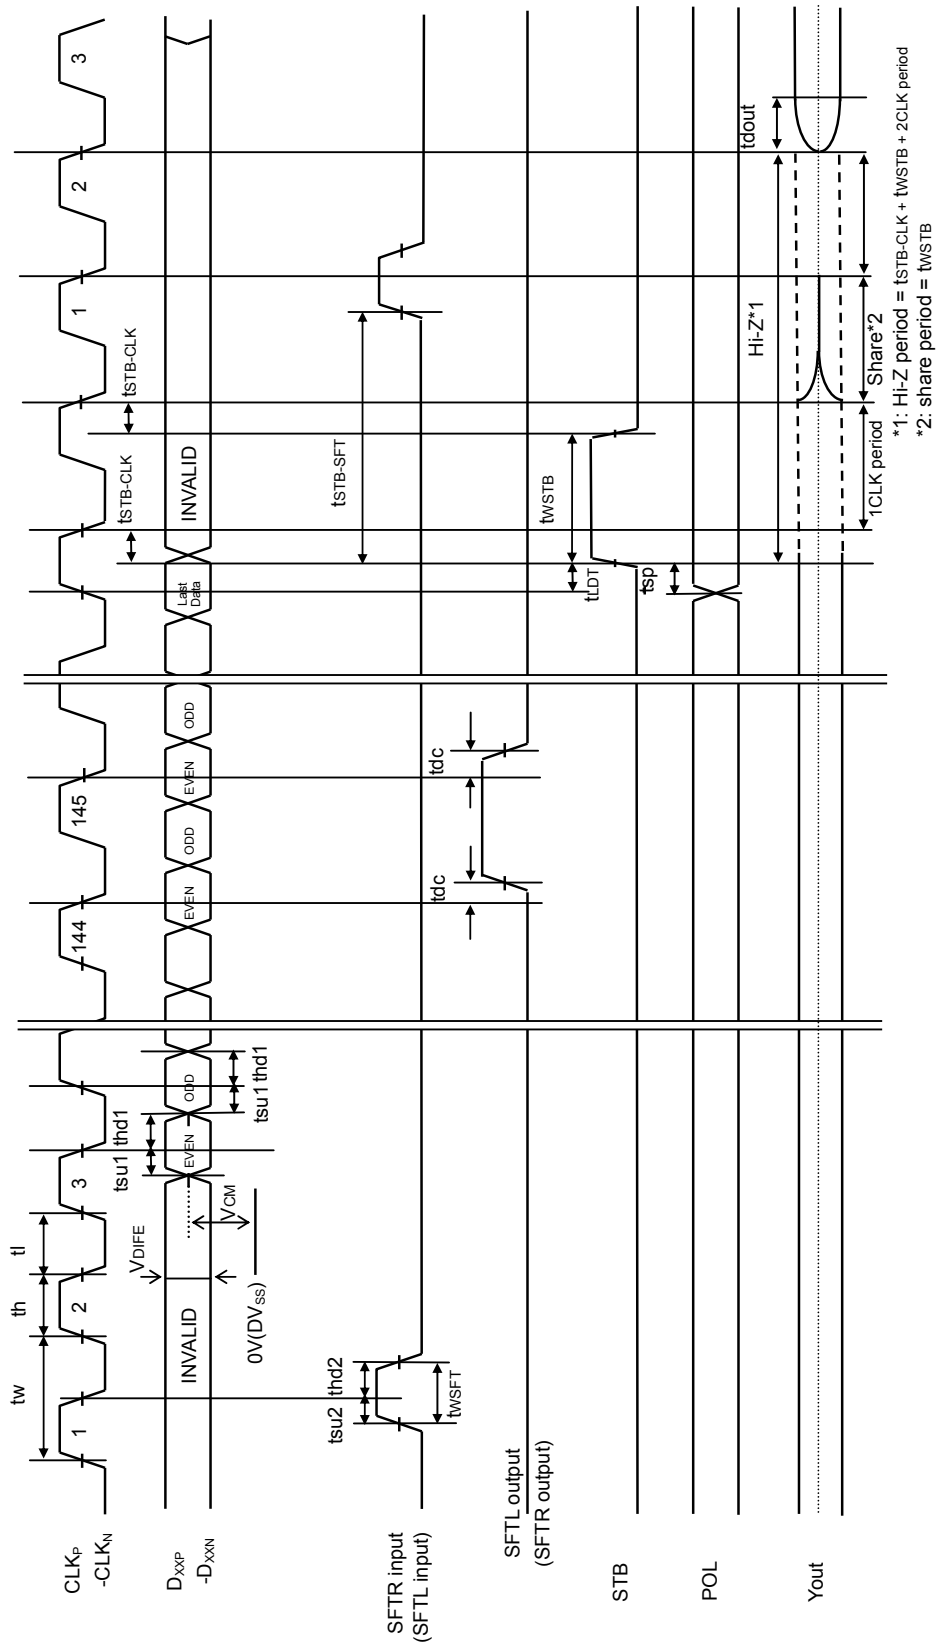 CLKP
-CLKN
1
2
3
144
145
1
2
3
tw
th
tl
tSTB-CLK
tSTB-CLK
DXXP
-DXXN
INVALID
VDIFE
VCM
0V(DVSS)
EVEN
ODD
tsu1
thd1
tsu1
thd1
EVEN
ODD
EVEN
ODD
Last
Data
INVALID
SFTR input
(SFTL input)
tsu2
thd2
tWSFT
tSTB-SFT
SFTL output
(SFTR output)
tdc
tdc
STB
tLDT
tWSTB
POL
tsp
Yout
Hi-Z*1
tdout
1CLK period
Share*2
*1: Hi-Z period = tSTB-CLK + tWSTB + 2CLK period
*2: share period = tWSTB